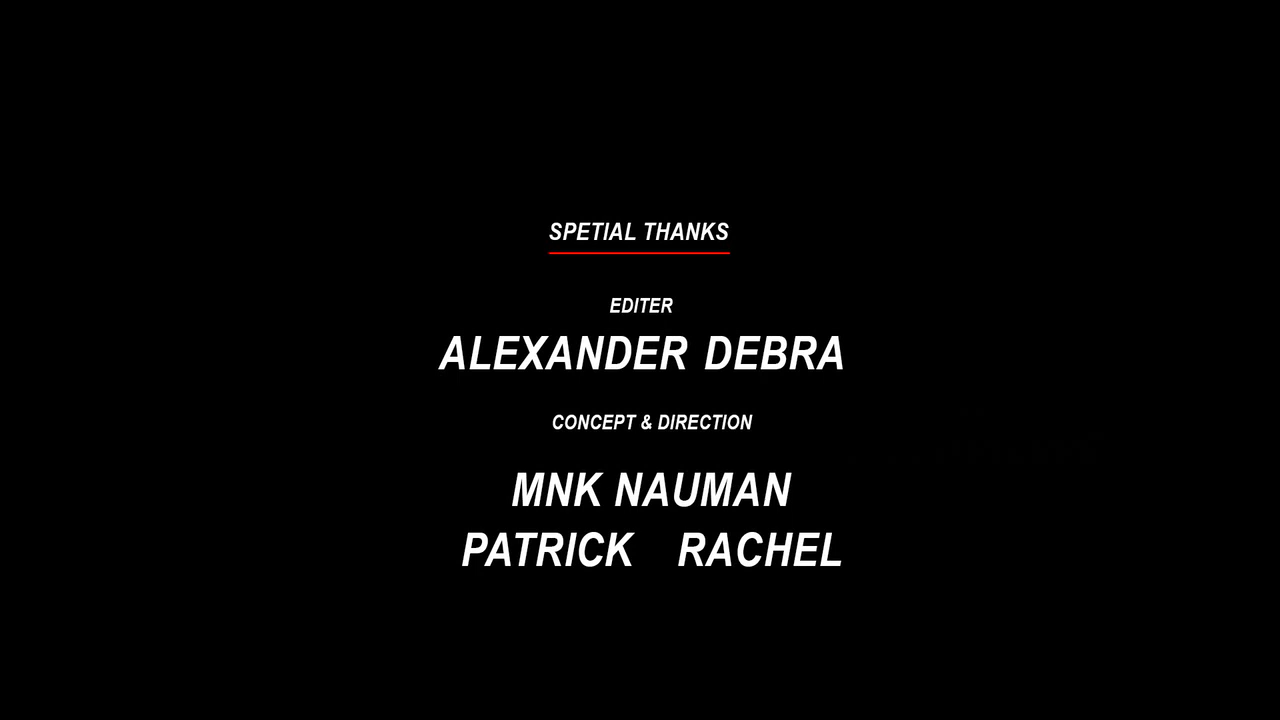 SPETIAL THANKS
EDITER
ALEXANDER DEBRA
CONCEPT & DIRECTION
MNK NAUMAN
PATRICK RACHEL